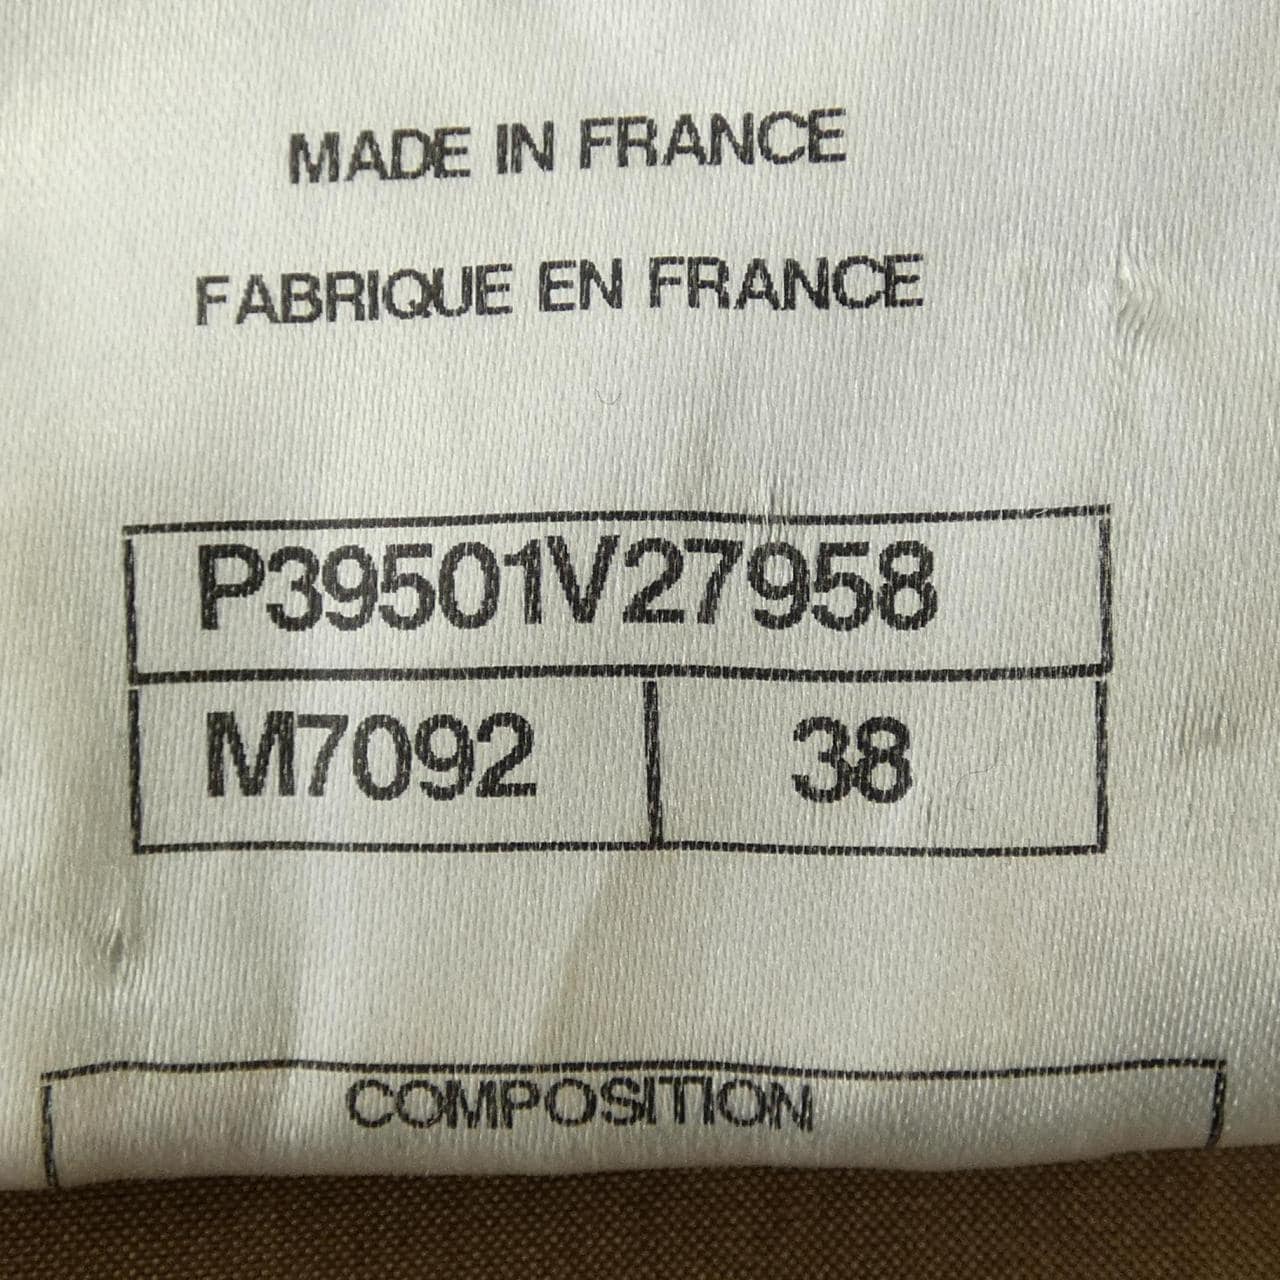 MADE IN FRANCE
FABRIQUE EN FRANCE
P39501V27958
M7092 38
COMPOSITION